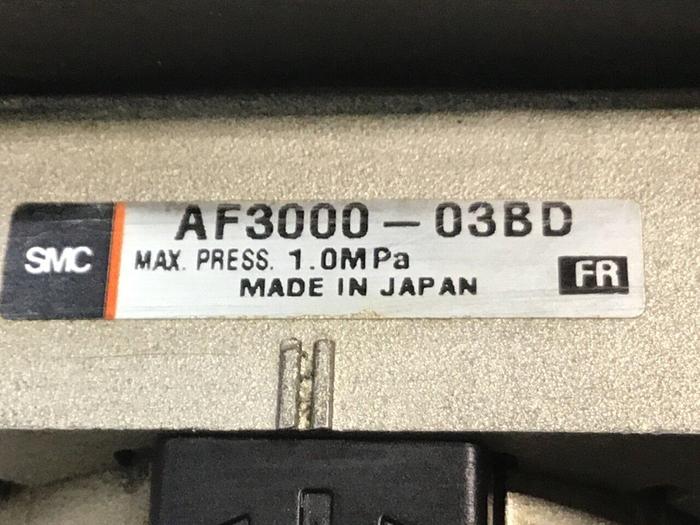 AF3000-03BD
SMC MAX. PRESS. 1.0MPa
MADE IN JAPAN FR